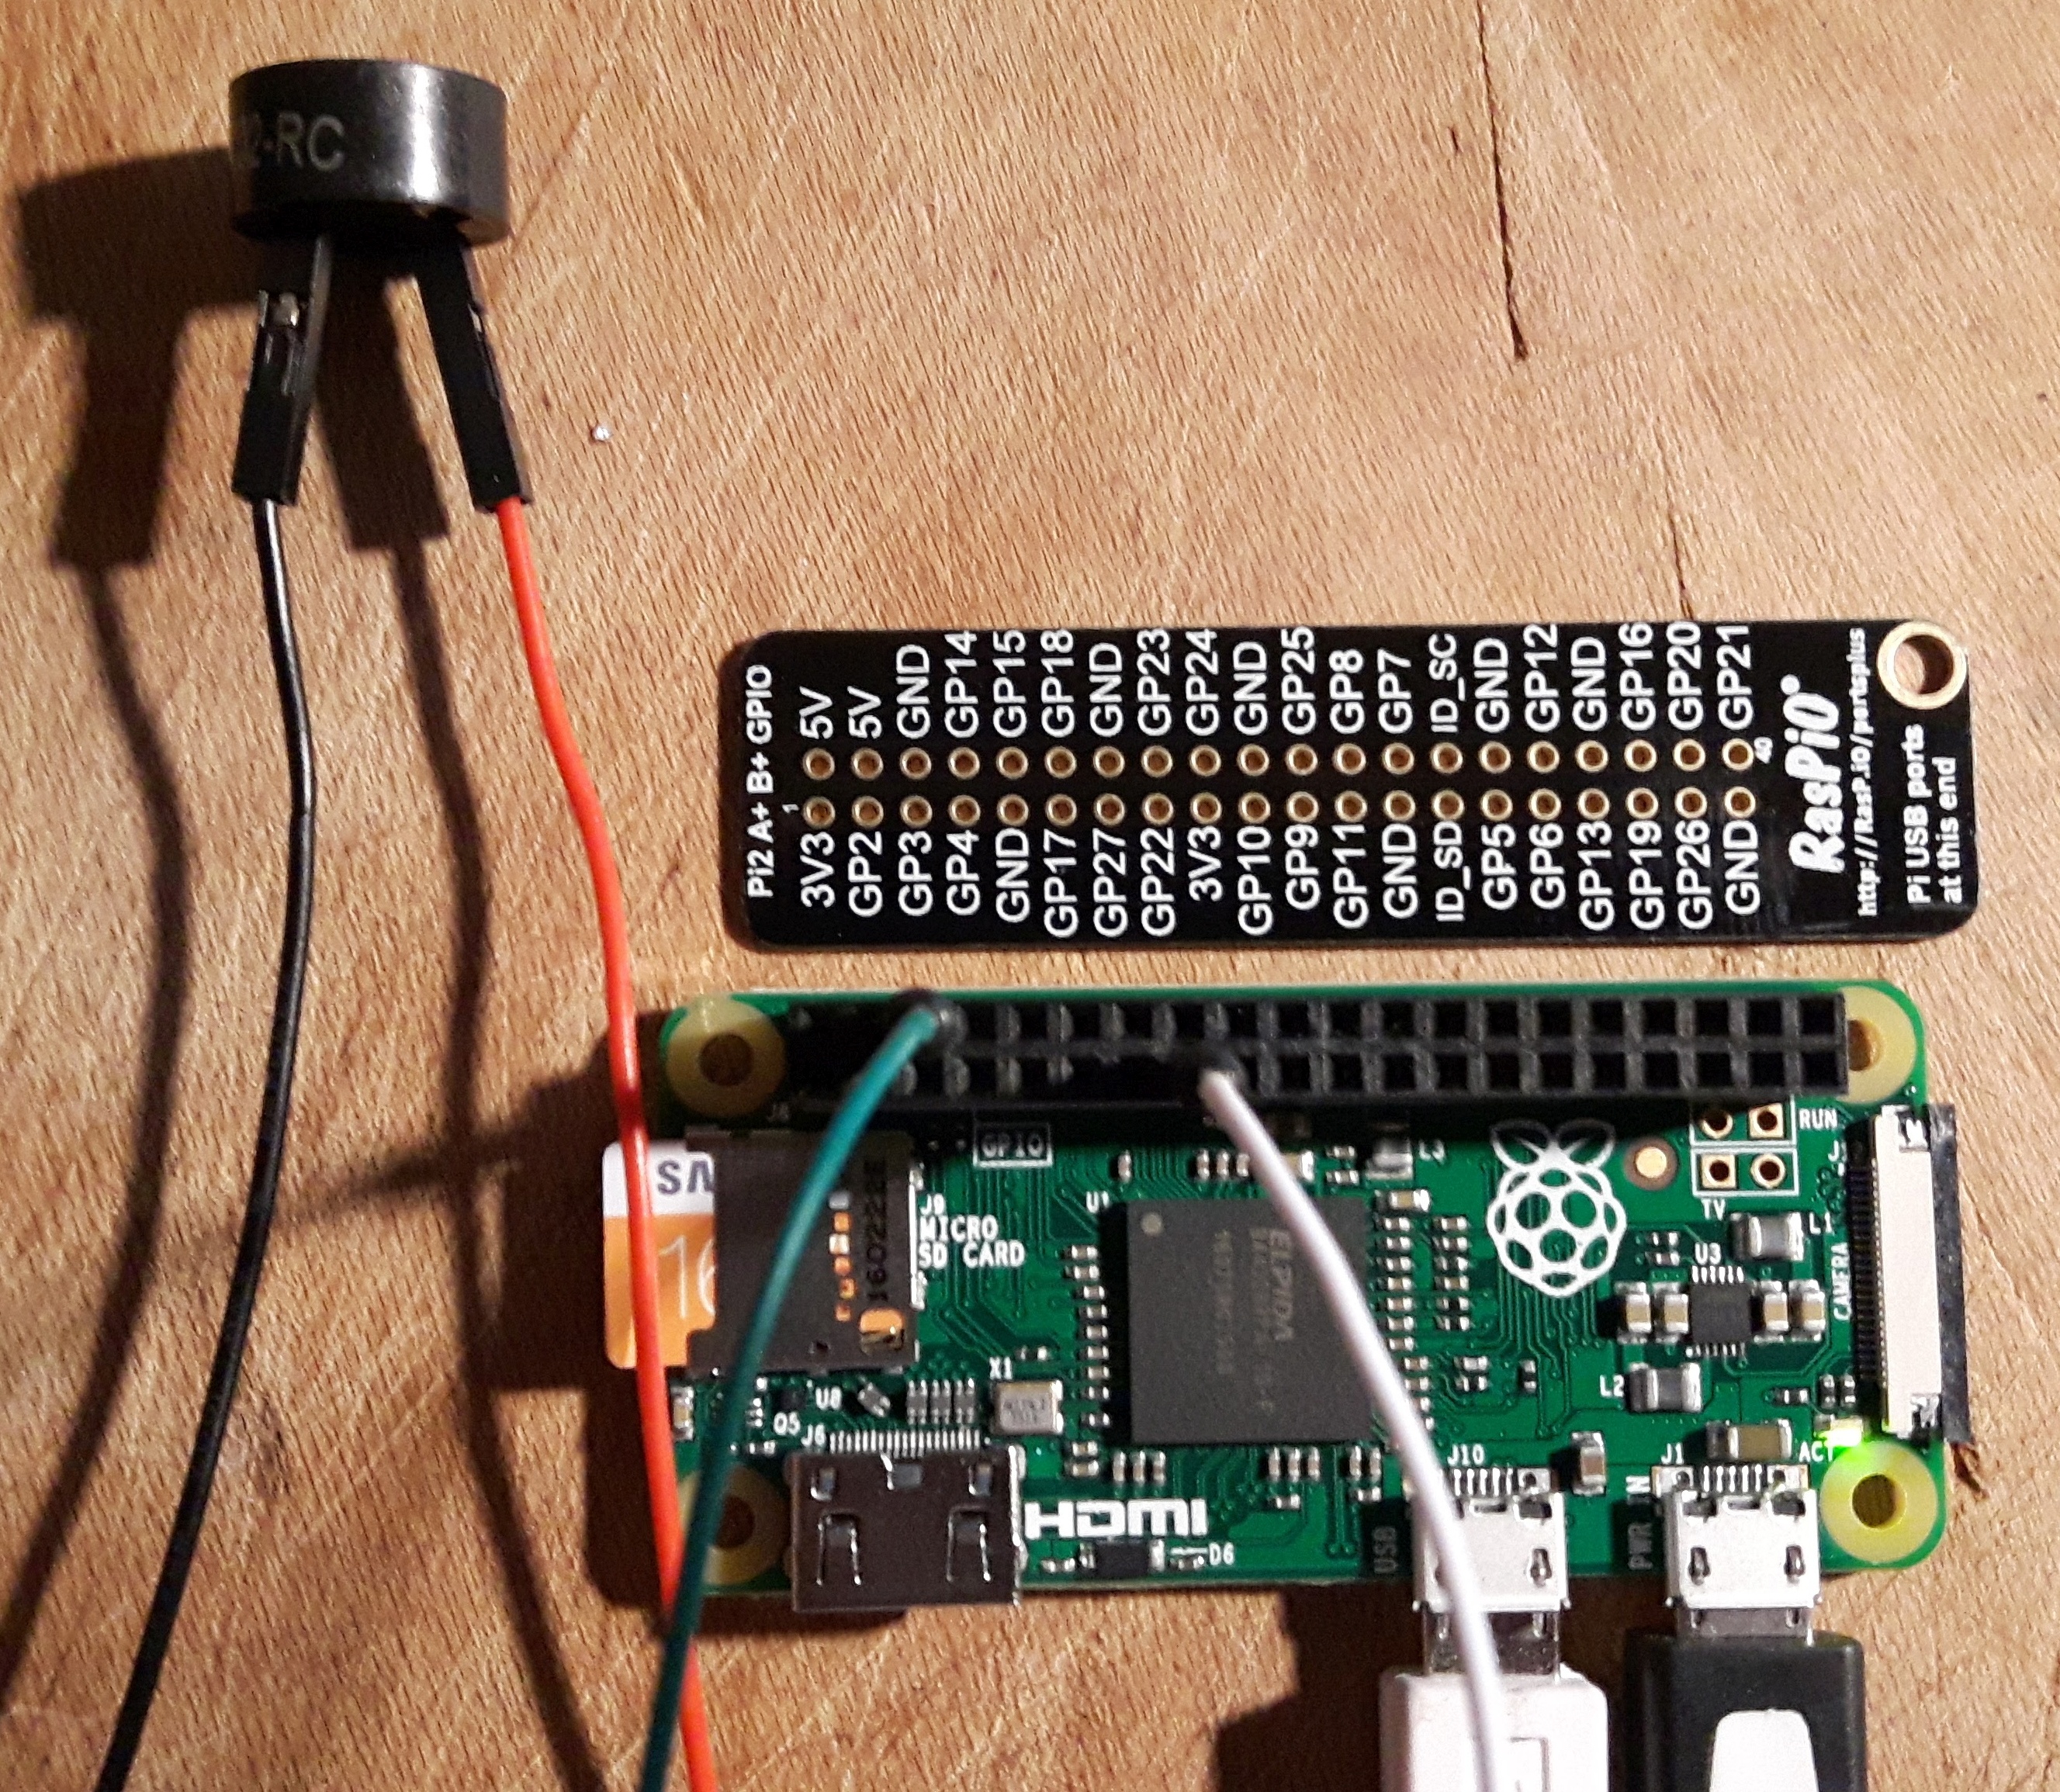 2-RC
Pi2 A+ B+ GPIO
5V
5V
GND
GP14
GP15
GP18
GND
GP23
GP24
GND
GP25
GP8
GP7
ID_SC
GND
GP12
GND
GP16
GP20
GP21
1
40
3V3
GP2
GP3
GP4
GND
GP17
GP27
GP22
3V3
GP10
GP9
GP11
GND
ID_SD
GP5
GP6
GP13
GP19
GP26
GND
RasPiO®
http://RasP.io/portsplus
Pi USB ports
at this end
J8
GPIO
RUN
TV
16
J9
MICRO
SD CARD
160222E
U1
ELPIDA
L1
U3
CAMERA
L2
X1
U8
Q5
J6
HDMI
D6
J10
USB
J1
PWR IN
ACT